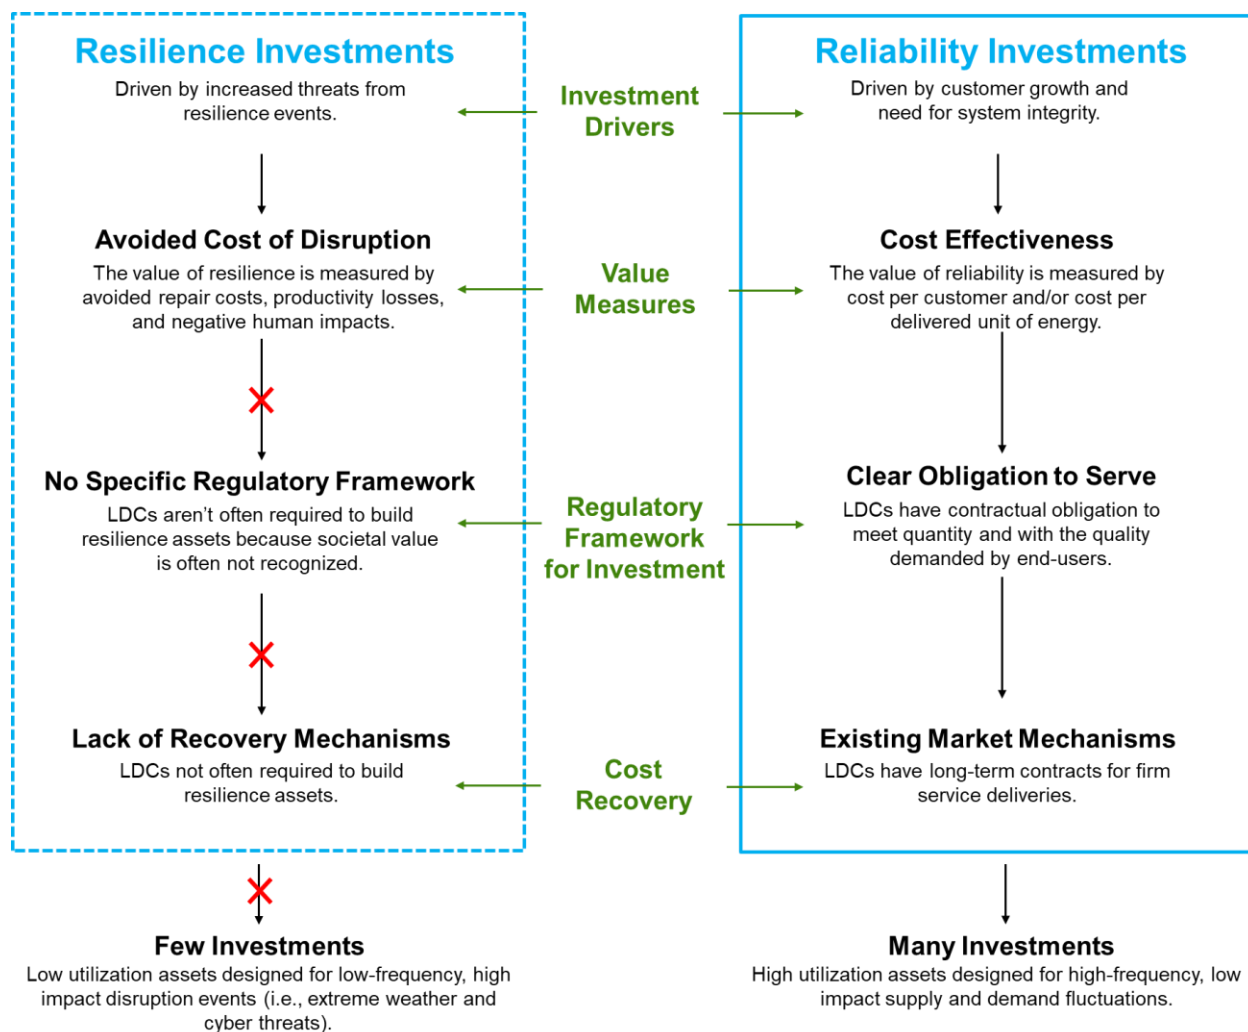 Resilience Investments
Driven by increased threats from
resilience events.
Investment
Drivers
Reliability Investments
Driven by customer growth and
need for system integrity.
Avoided Cost of Disruption
The value of resilience is measured by
avoided repair costs, productivity losses,
and negative human impacts.
Value
Measures
Cost Effectiveness
The value of reliability is measured by
cost per customer and/or cost per
delivered unit of energy.
No Specific Regulatory Framework
LDCs aren't often required to build
resilience assets because societal value
is often not recognized.
Regulatory
Framework
for Investment
Clear Obligation to Serve
LDCs have contractual obligation to
meet quantity and with the quality
demanded by end-users.
Lack of Recovery Mechanisms
LDCs not often required to build
resilience assets.
Cost
Recovery
Existing Market Mechanisms
LDCs have long-term contracts for firm
service deliveries.
Few Investments
Low utilization assets designed for low-frequency, high
impact disruption events (i.e., extreme weather and
cyber threats).
Many Investments
High utilization assets designed for high-frequency, low
impact supply and demand fluctuations.